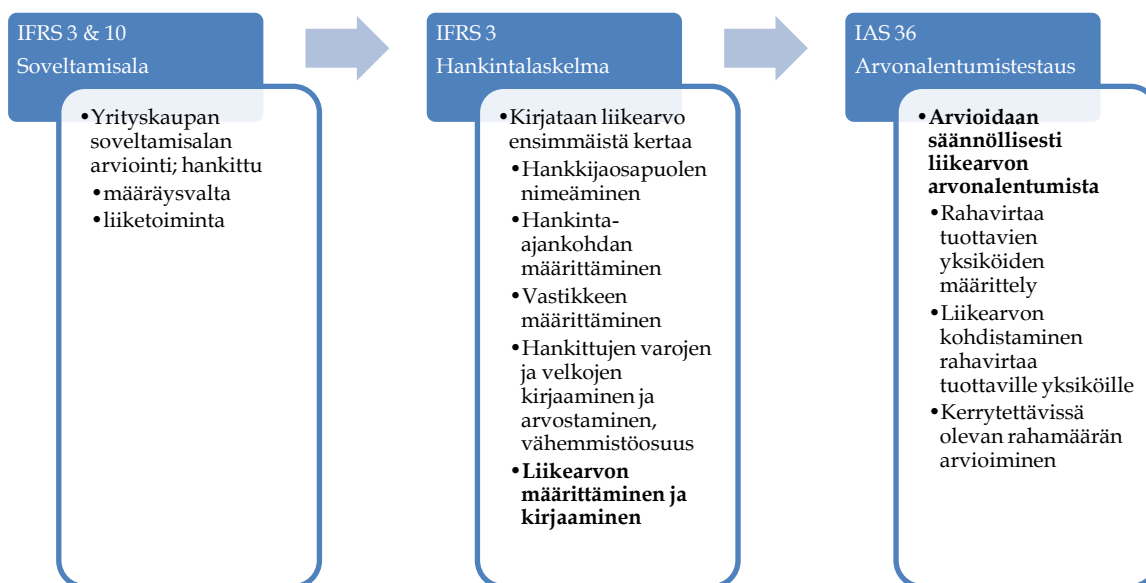 IFRS 3 & 10
Soveltamisala
•Yrityskaupan
soveltamisalan
arviointi; hankittu
•määräysvalta
•liiketoiminta
IFRS 3
Hankintalaskelma
•Kirjataan liikearvo
ensimmäistä kertaa
•Hankkijaosapuolen
nimeäminen
•Hankinta-
ajankohdan
määrittäminen
•Vastikkeen
määrittäminen
•Hankittujen varojen
ja velkojen
kirjaaminen ja
arvostaminen,
vähemmistöosuus
•Liikearvon
määrittäminen ja
kirjaaminen
IAS 36
Arvonalentumistestaus
•Arvioidaan
säännöllisesti
liikearvon
arvonalentumista
•Rahavirtaa
tuottavien
yksiköiden
määrittely
•Liikearvon
kohdistaminen
rahavirtaa
tuottaville yksiköille
•Kerrytettävissä
olevan rahamäärän
arvioiminen